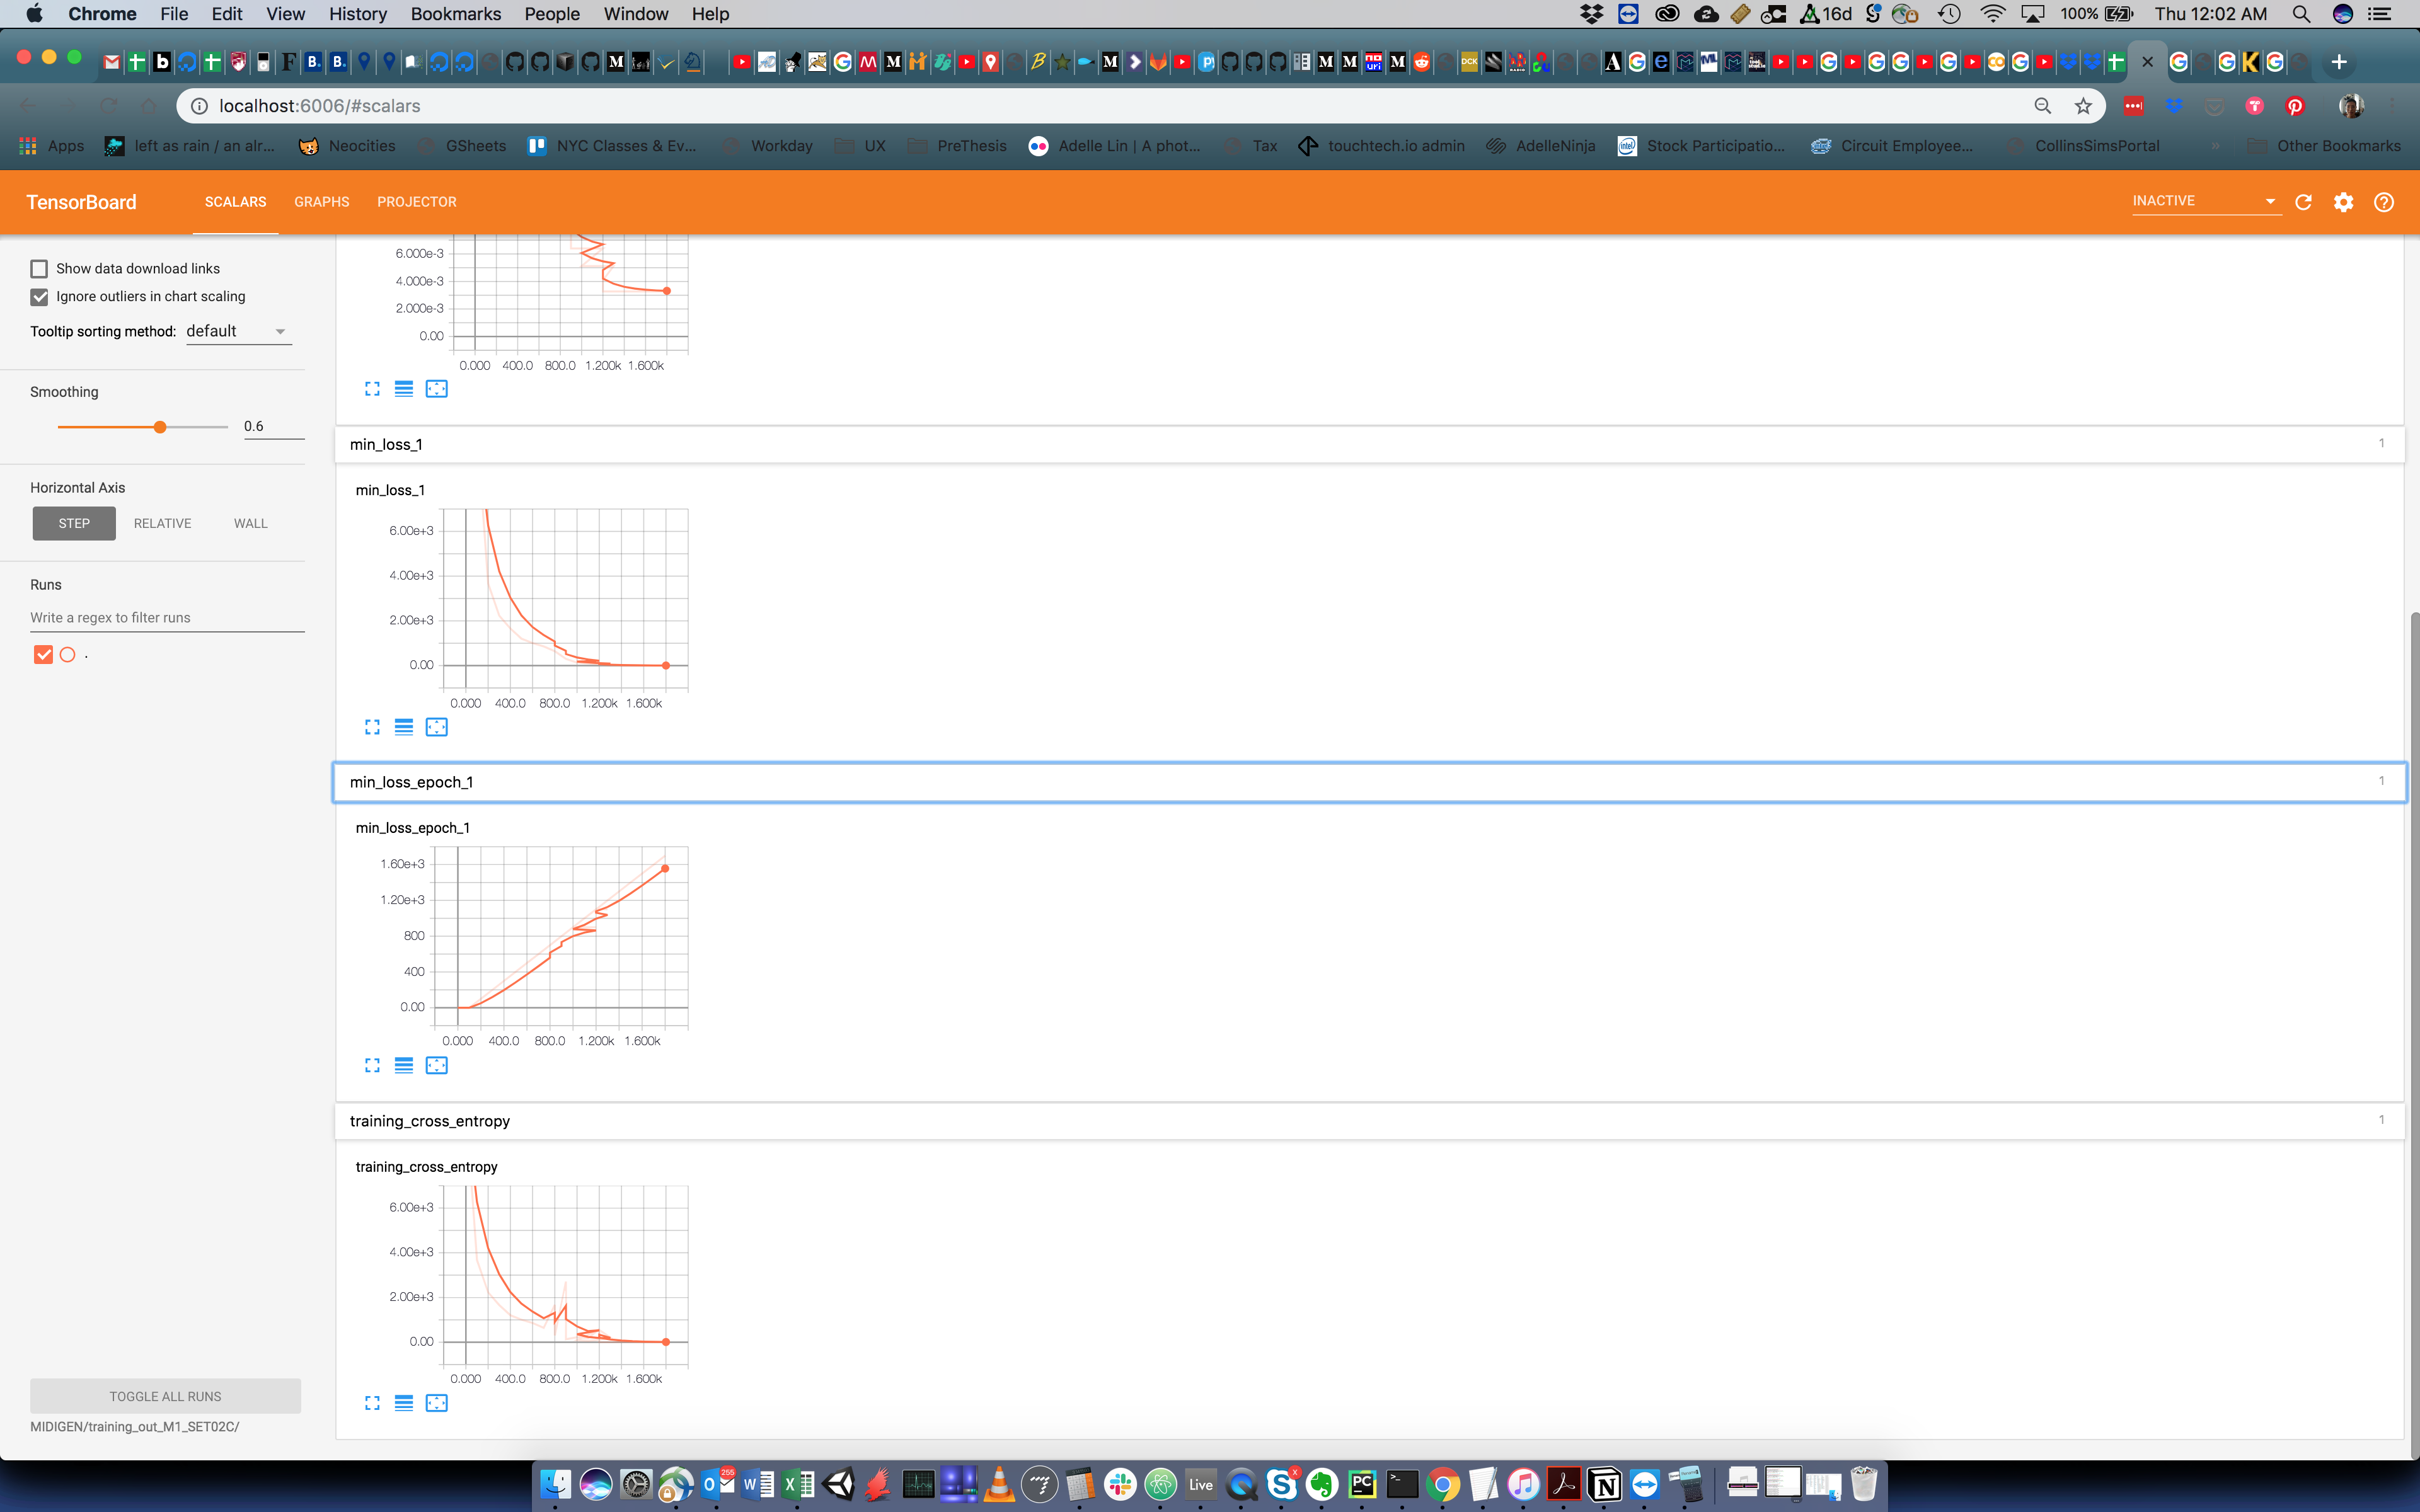 Chrome File Edit View History Bookmarks People Window Help
16d 100% Thu 12:02 AM
localhost:6006/#scalars
Apps left as rain / an alr... Neocities GSheets NYC Classes & Ev... Workday UX PreThesis Adelle Lin | A phot... Tax touchtech.io admin AdelleNinja Stock Participatio... Circuit Employee... CollinsSimsPortal » Other Bookmarks
TensorBoard SCALARS GRAPHS PROJECTOR INACTIVE
Show data download links
Ignore outliers in chart scaling
Tooltip sorting method: default
Smoothing
0.6
Horizontal Axis
STEP RELATIVE WALL
Runs
Write a regex to filter runs
.
TOGGLE ALL RUNS
MIDIGEN/training_out_M1_SET02C/
6.000e-3
4.000e-3
2.000e-3
0.00
0.000 400.0 800.0 1.200k 1.600k
min_loss_1 1
min_loss_1
6.00e+3
4.00e+3
2.00e+3
0.00
0.000 400.0 800.0 1.200k 1.600k
min_loss_epoch_1 1
min_loss_epoch_1
1.60e+3
1.20e+3
800
400
0.00
0.000 400.0 800.0 1.200k 1.600k
training_cross_entropy 1
training_cross_entropy
6.00e+3
4.00e+3
2.00e+3
0.00
0.000 400.0 800.0 1.200k 1.600k
255
Live